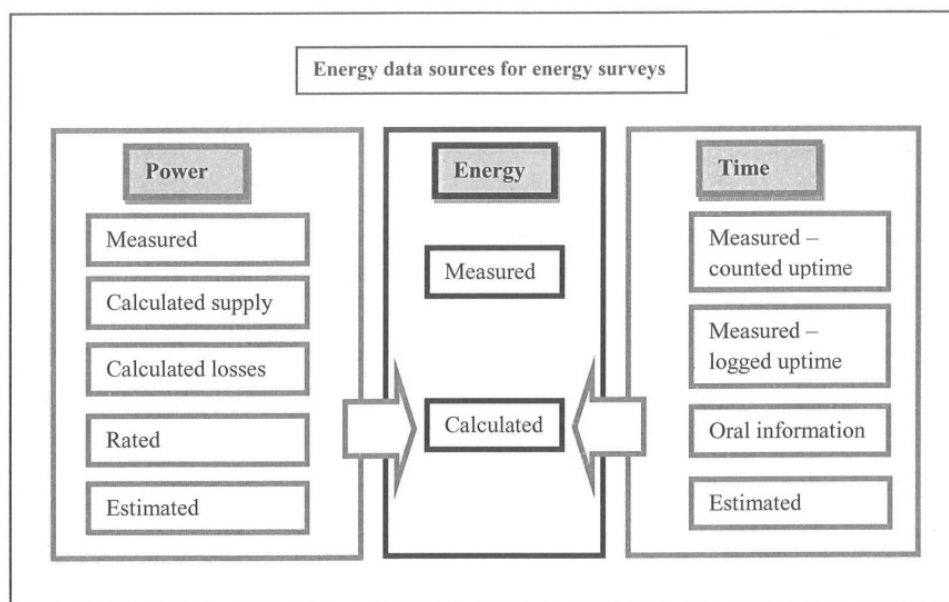 Energy data sources for energy surveys
Power
Measured
Calculated supply
Calculated losses
Rated
Estimated
Energy
Measured
Calculated
Time
Measured –
counted uptime
Measured –
logged uptime
Oral information
Estimated